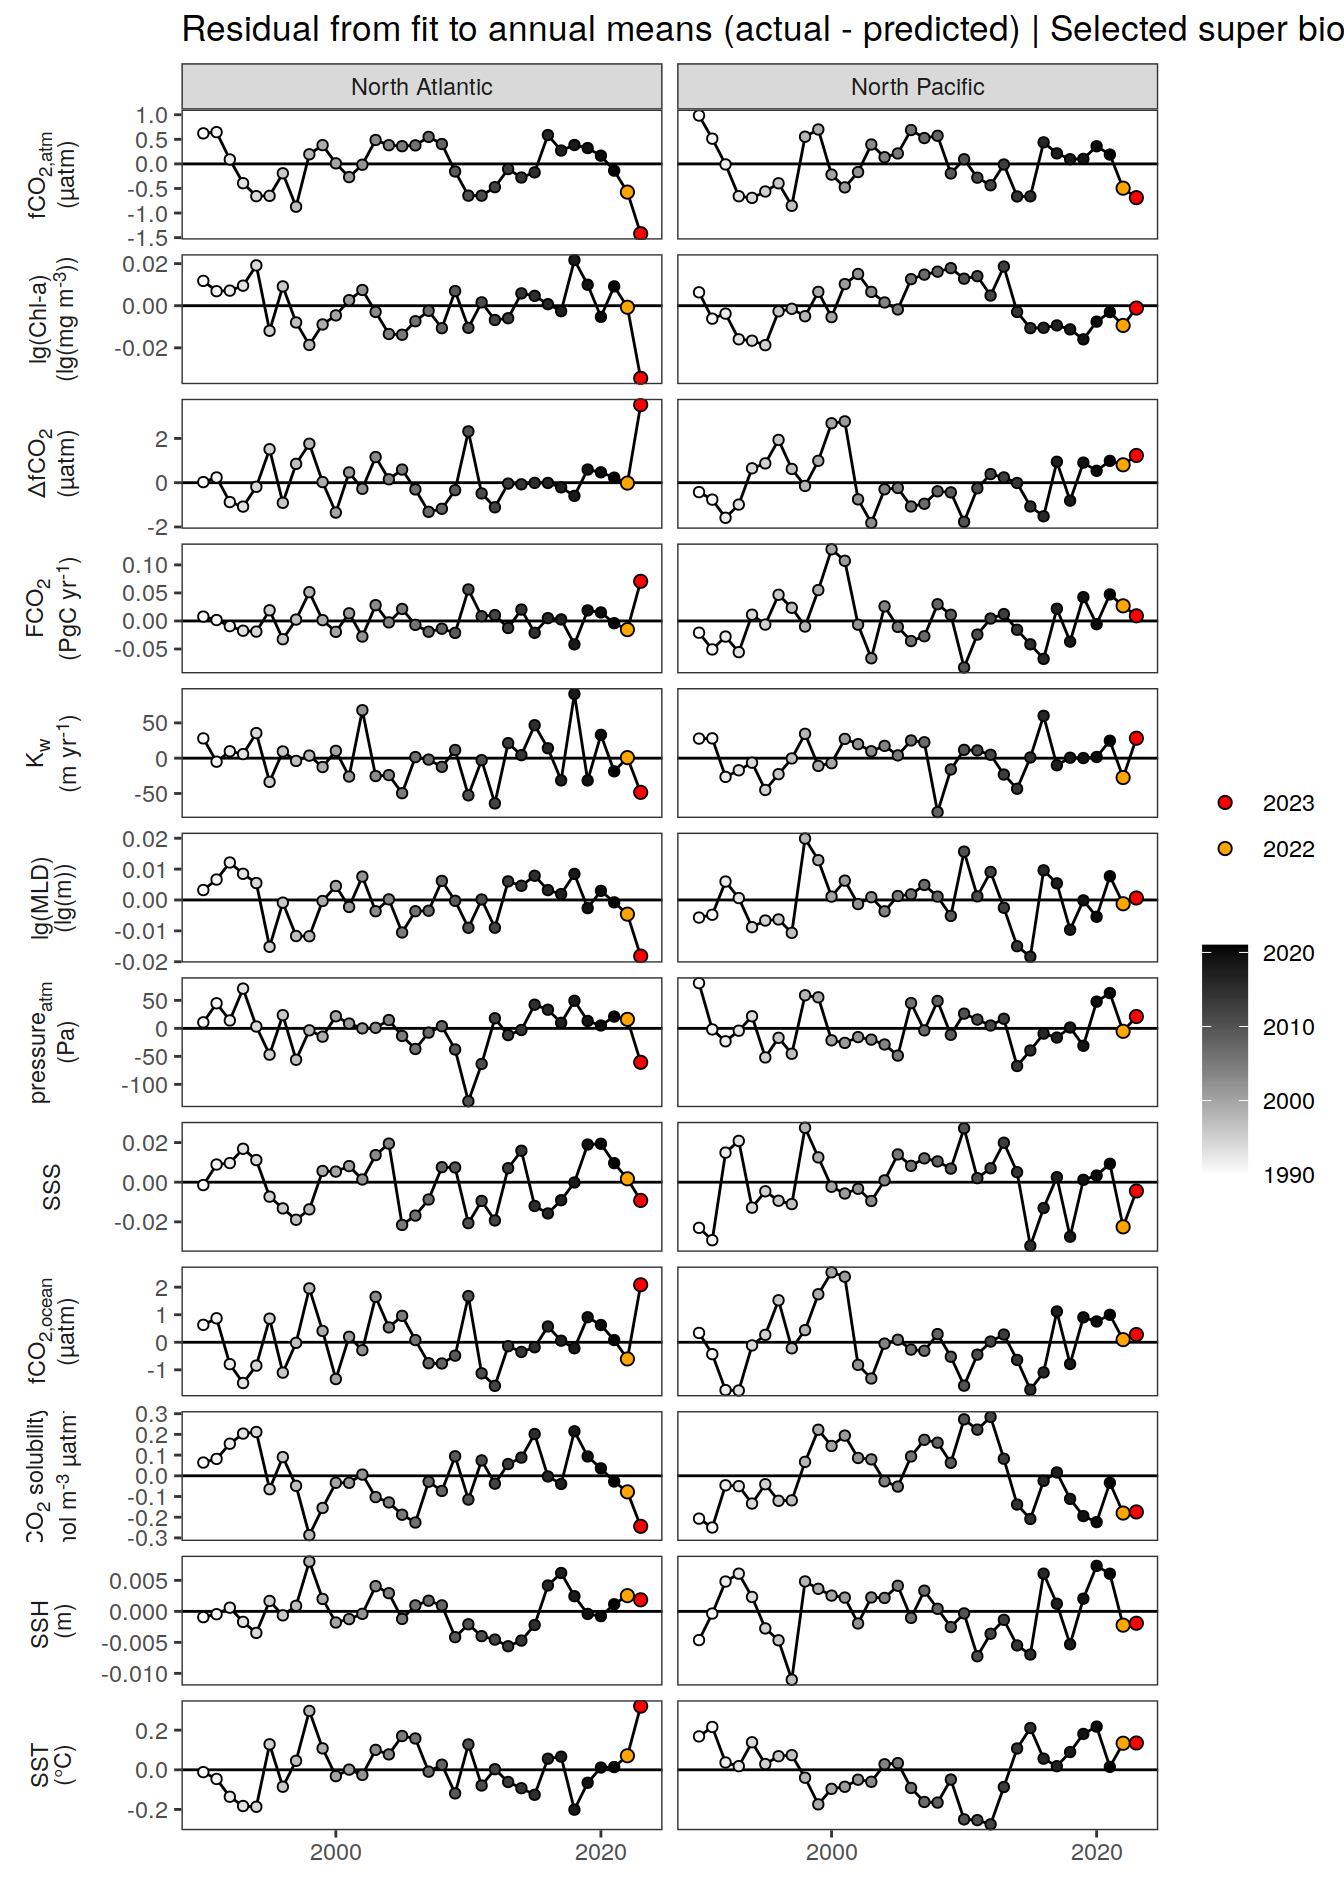 Residual from fit to annual means (actual - predicted) | Selected super bio
North Atlantic
North Pacific
fCO2,atm
(µatm)
1.0
0.5
0.0
-0.5
-1.0
-1.5
lg(Chl-a)
(lg(mg m-3))
0.02
0.00
-0.02
ΔfCO2
(µatm)
2
0
-2
FCO2
(PgC yr-1)
0.10
0.05
0.00
-0.05
Kw
(m yr-1)
50
0
-50
lg(MLD)
(lg(m))
0.02
0.01
0.00
-0.01
-0.02
pressureatm
(Pa)
50
0
-50
-100
SSS
0.02
0.00
-0.02
fCO2,ocean
(µatm)
2
1
0
-1
CO2 solubility
nol m-3 µatm-
0.3
0.2
0.1
0.0
-0.1
-0.2
-0.3
SSH
(m)
0.005
0.000
-0.005
-0.010
SST
(°C)
0.2
0.0
-0.2
2000
2020
2000
2020
2023
2022
2020
2010
2000
1990